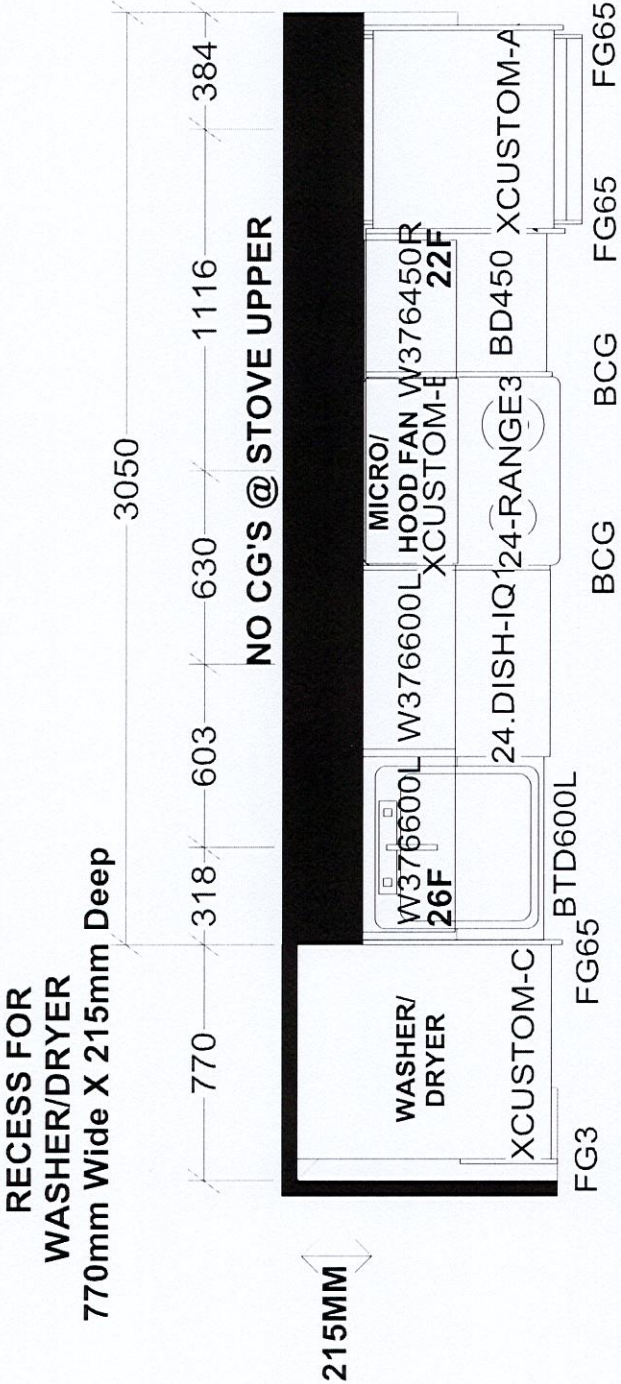 RECESS FOR
WASHER/DRYER
770mm Wide X 215mm Deep
3050
770
318
603
630
1116
384
NO CG'S @ STOVE UPPER
215MM
WASHER/
DRYER
XCUSTOM-C
W376600L
26F
W376600L
MICRO/
HOOD FAN
XCUSTOM-B
W376450R
22F
24.DISH-IQ1
24-RANGE3
BD450
XCUSTOM-A
BTD600L
FG3
FG65
BCG
BCG
FG65
FG65